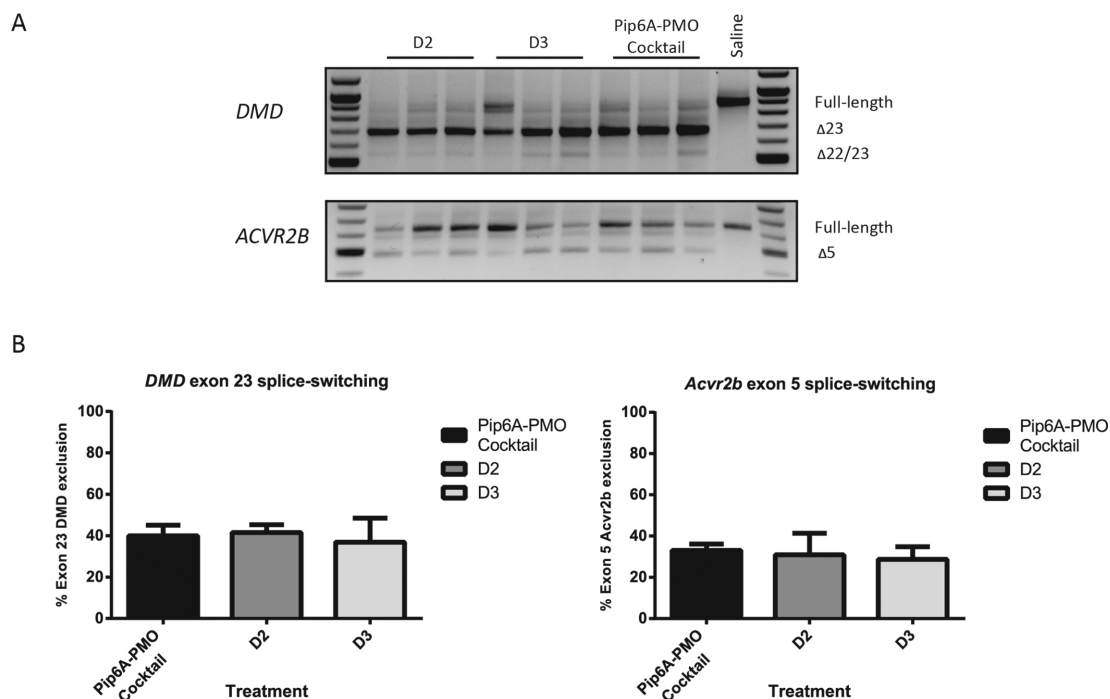 A
D2
D3
Pip6A-PMO
Cocktail
Saline
DMD
Full-length
Δ23
Δ22/23
ACVR2B
Full-length
Δ5
B
DMD exon 23 splice-switching
% Exon 23 DMD exclusion
100
80
60
40
20
0
Pip6A-PMO
Cocktail
D2
D3
Treatment
Pip6A-PMO
Cocktail
D2
D3
Acvr2b exon 5 splice-switching
% Exon 5 Acvr2b exclusion
100
80
60
40
20
0
Pip6A-PMO
Cocktail
D2
D3
Treatment
Pip6A-PMO
Cocktail
D2
D3